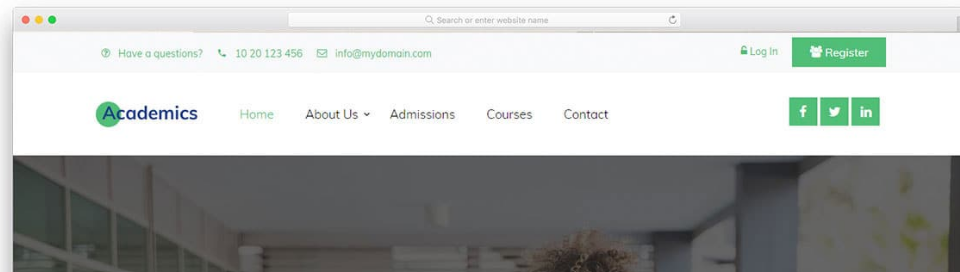 Search or enter website name
Have a questions? 10 20 123 456 info@mydomain.com Log In Register
Academics Home About Us Admissions Courses Contact
f in